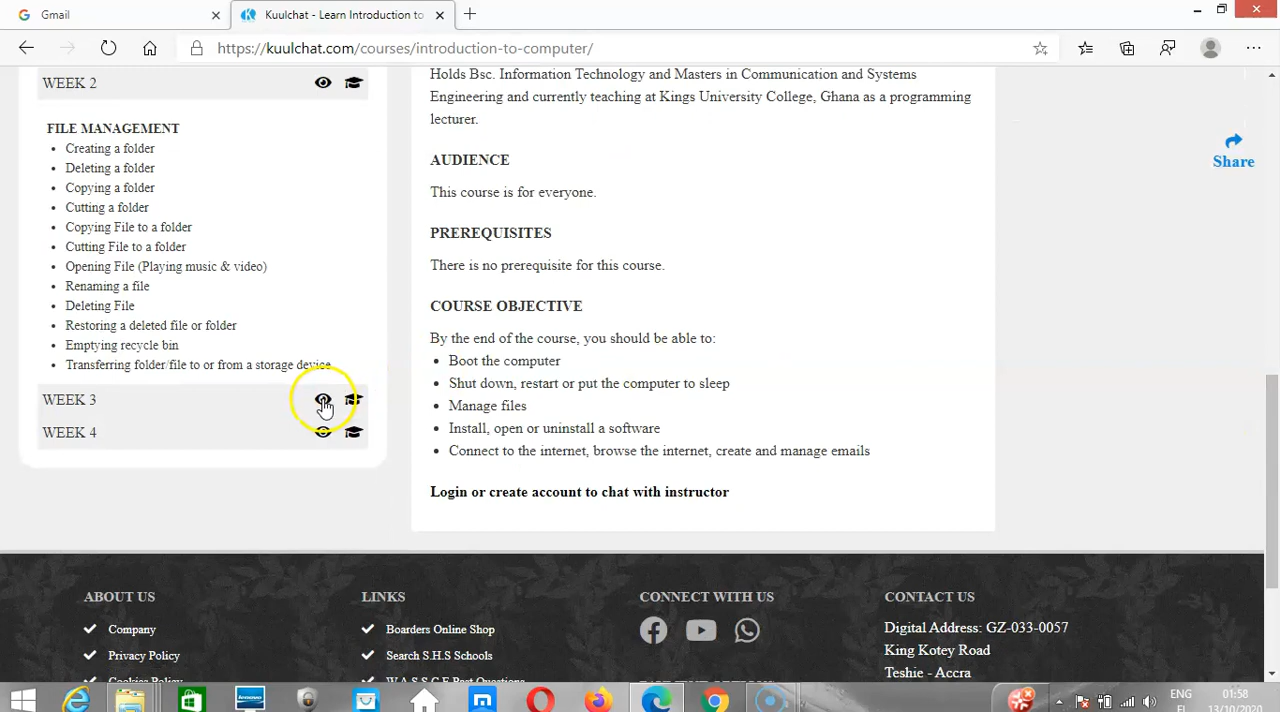 Gmail
Kuulchat - Learn Introduction to
https://kuulchat.com/courses/introduction-to-computer/
WEEK 2
FILE MANAGEMENT
Creating a folder
Deleting a folder
Copying a folder
Cutting a folder
Copying File to a folder
Cutting File to a folder
Opening File (Playing music & video)
Renaming a file
Deleting File
Restoring a deleted file or folder
Emptying recycle bin
Transferring folder/file to or from a storage device
WEEK 3
WEEK 4
Holds Bsc. Information Technology and Masters in Communication and Systems
Engineering and currently teaching at Kings University College, Ghana as a programming
lecturer.
AUDIENCE
This course is for everyone.
PREREQUISITES
There is no prerequisite for this course.
COURSE OBJECTIVE
By the end of the course, you should be able to:
Boot the computer
Shut down, restart or put the computer to sleep
Manage files
Install, open or uninstall a software
Connect to the internet, browse the internet, create and manage emails
Login or create account to chat with instructor
Share
ABOUT US
Company
Privacy Policy
Cookies Policy
LINKS
Boarders Online Shop
Search S.H.S Schools
W.A.S.S.C.E Past Questions
CONNECT WITH US
CONTACT US
Digital Address: GZ-033-0057
King Kotey Road
Teshie - Accra
lenovo
ENG
01:58
13/10/2020